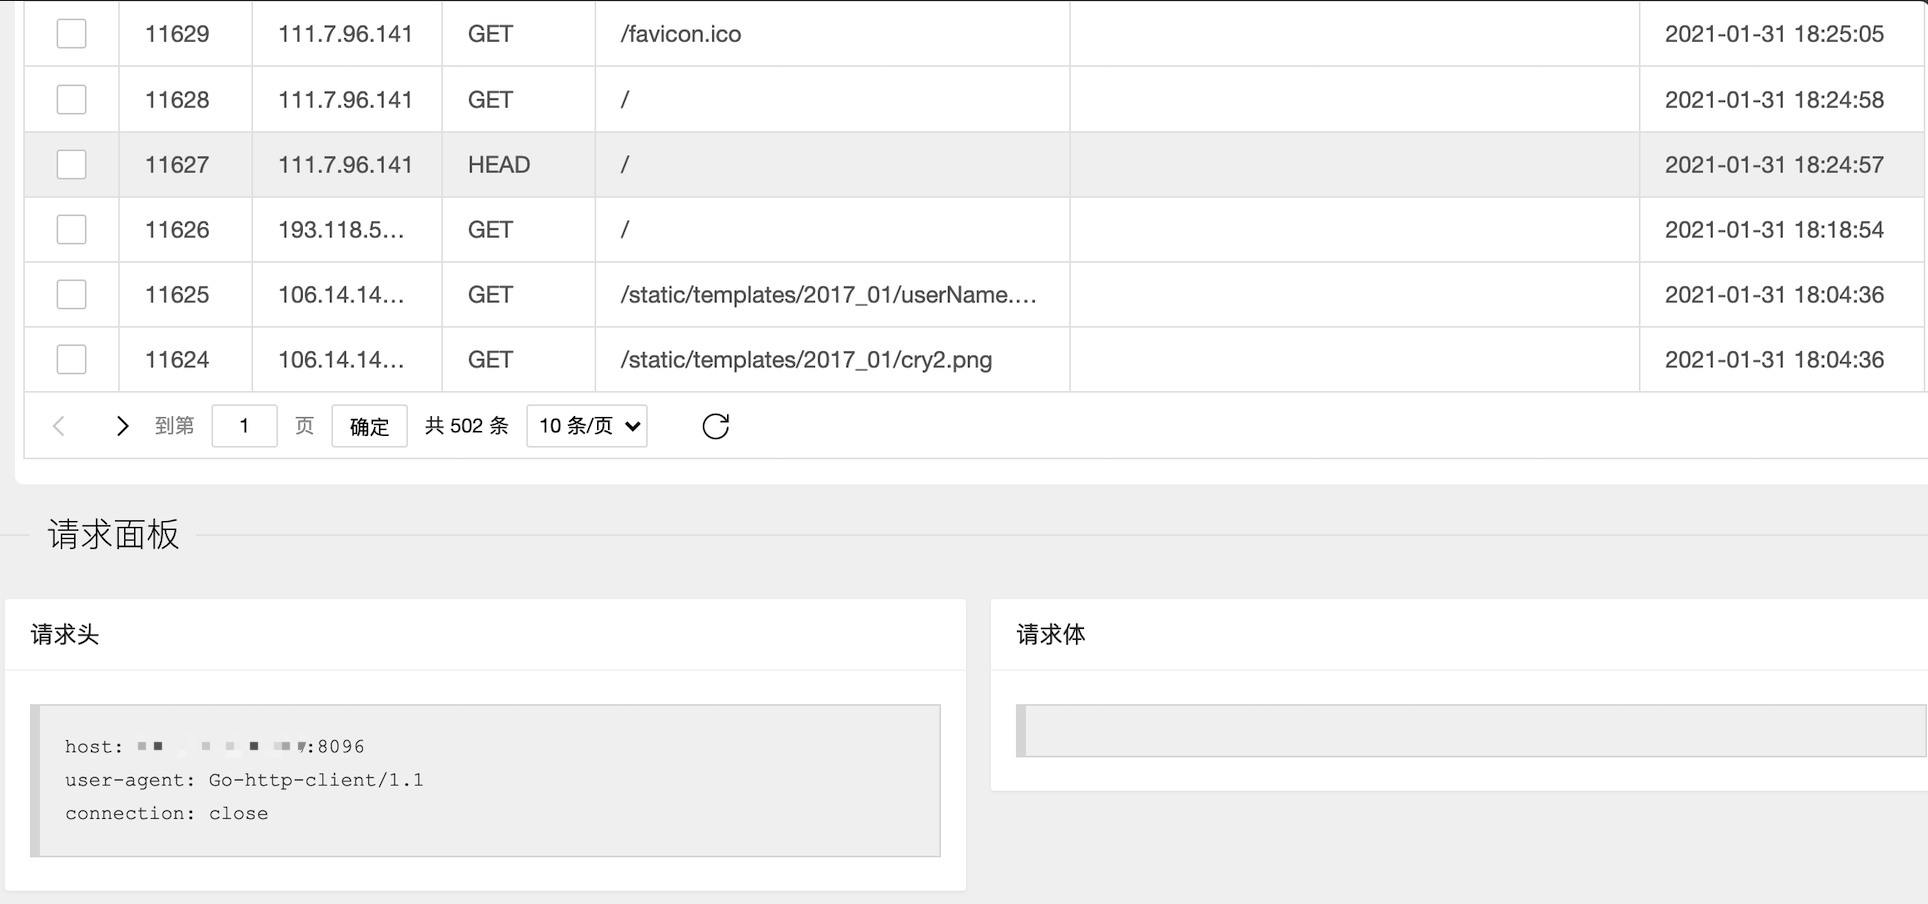 11629 111.7.96.141 GET /favicon.ico 2021-01-31 18:25:05
11628 111.7.96.141 GET / 2021-01-31 18:24:58
11627 111.7.96.141 HEAD / 2021-01-31 18:24:57
11626 193.118.5... GET / 2021-01-31 18:18:54
11625 106.14.14... GET /static/templates/2017_01/userName.... 2021-01-31 18:04:36
11624 106.14.14... GET /static/templates/2017_01/cry2.png 2021-01-31 18:04:36
到第 1 页 确定 共 502 条 10 条/页
请求面板
请求头
请求体
host: :8096
user-agent: Go-http-client/1.1
connection: close